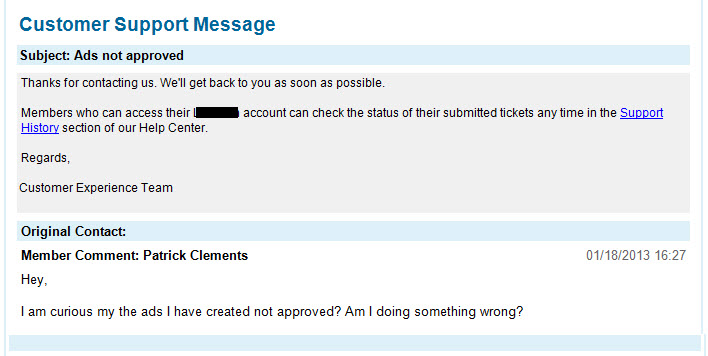 Customer Support Message
Subject: Ads not approved
Thanks for contacting us. We'll get back to you as soon as possible.
Members who can access their account can check the status of their submitted tickets any time in the Support
History section of our Help Center.
Regards,
Customer Experience Team
Original Contact:
Member Comment: Patrick Clements 01/18/2013 16:27
Hey,
I am curious my the ads I have created not approved? Am I doing something wrong?